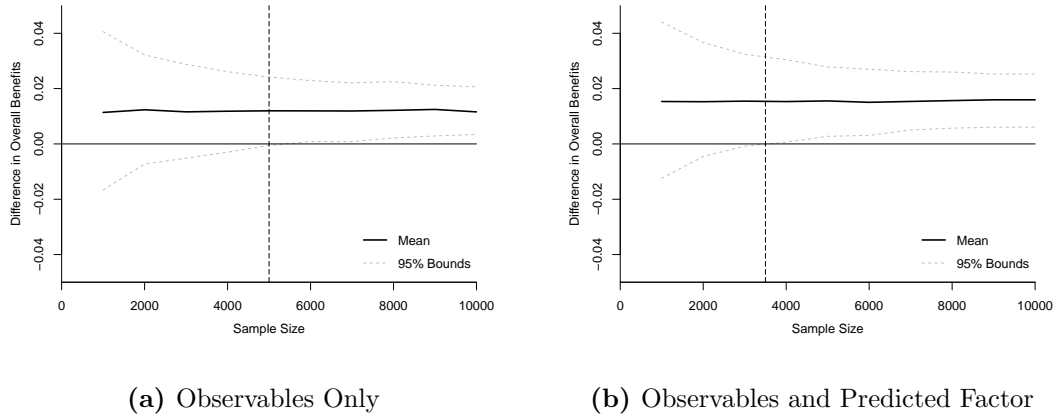 Difference in Overall Benefits
0.04
0.02
0.00
−0.02
−0.04
Mean
95% Bounds
0 2000 4000 6000 8000 10000
Sample Size
(a) Observables Only
Difference in Overall Benefits
0.04
0.02
0.00
−0.02
−0.04
Mean
95% Bounds
0 2000 4000 6000 8000 10000
Sample Size
(b) Observables and Predicted Factor